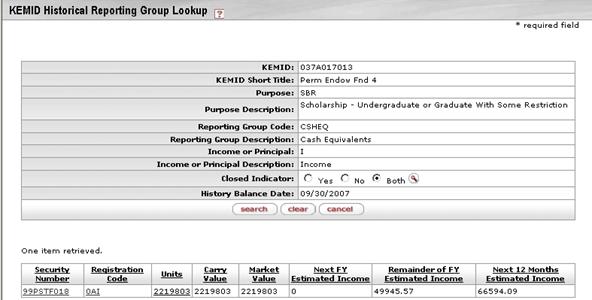 KEMID Historical Reporting Group Lookup ?
* required field
KEMID: 037A017013
KEMID Short Title: Perm Endow Fnd 4
Purpose: SBR
Purpose Description: Scholarship - Undergraduate or Graduate With Some Restriction
Reporting Group Code: CSHEQ
Reporting Group Description: Cash Equivalents
Income or Principal: I
Income or Principal Description: Income
Closed Indicator: Yes No Both
History Balance Date: 09/30/2007
search clear cancel
One item retrieved.
Security Number Registration Code Units Carry Value Market Value Next FY Estimated Income Remainder of FY Estimated Income Next 12 Months Estimated Income
99PSTF018 0AI 2219803 2219803 2219803 0 49945.57 66594.09